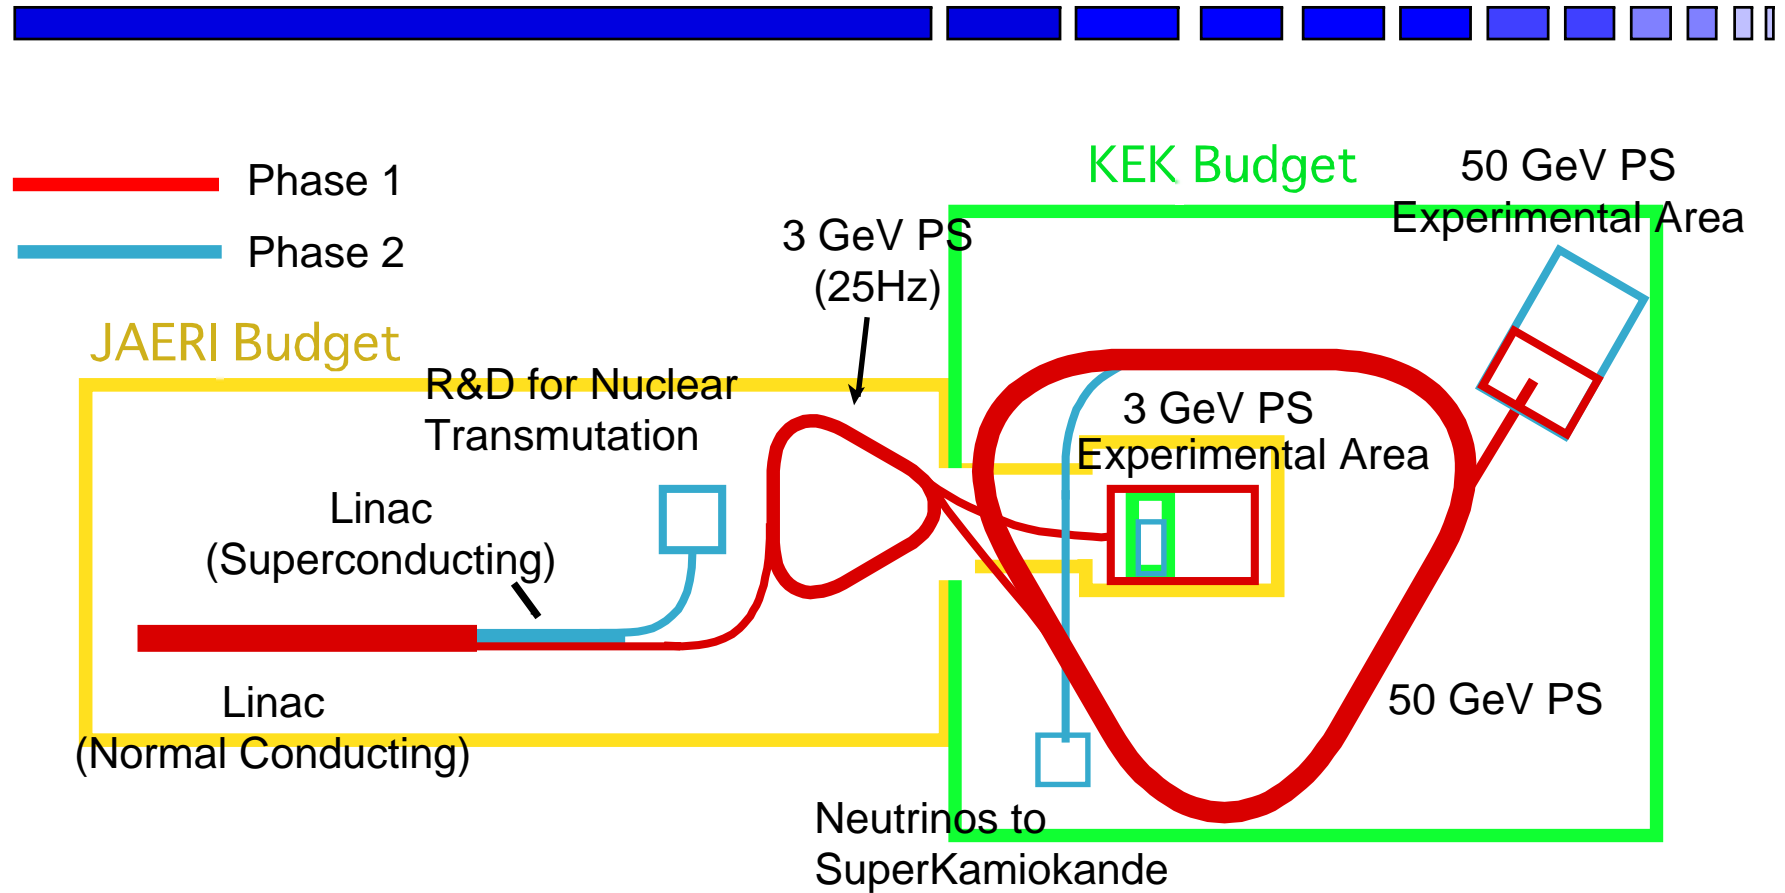 Phase 1
Phase 2
KEK Budget
50 GeV PS
Experimental Area
3 GeV PS
(25Hz)
JAERI Budget
R&D for Nuclear
Transmutation
3 GeV PS
Experimental Area
Linac
(Superconducting)
Linac
(Normal Conducting)
50 GeV PS
Neutrinos to
SuperKamiokande